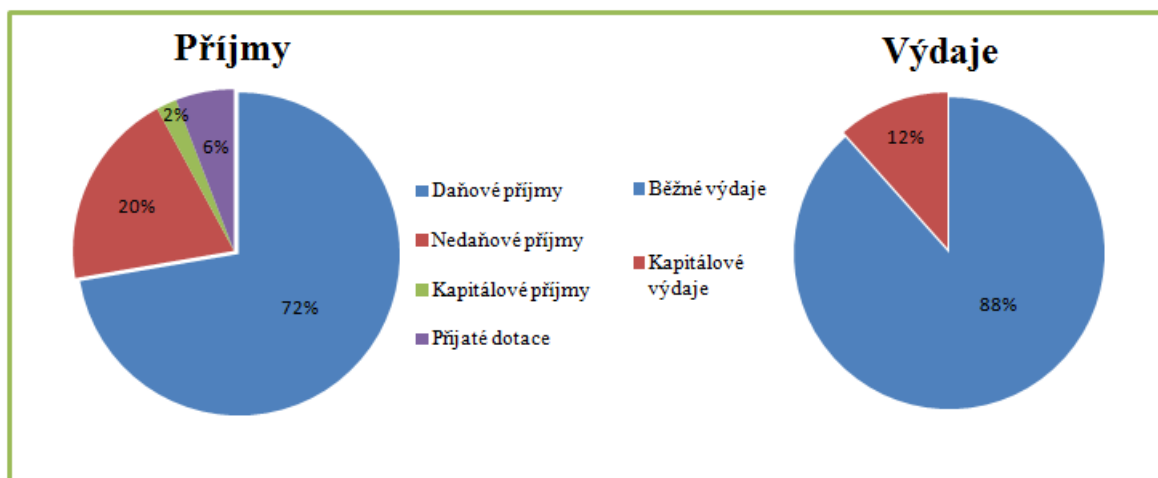 Příjmy
2%
6%
20%
72%
Daňové příjmy
Nedaňové příjmy
Kapitálové příjmy
Přijaté dotace
Výdaje
12%
88%
Běžné výdaje
Kapitálové
výdaje